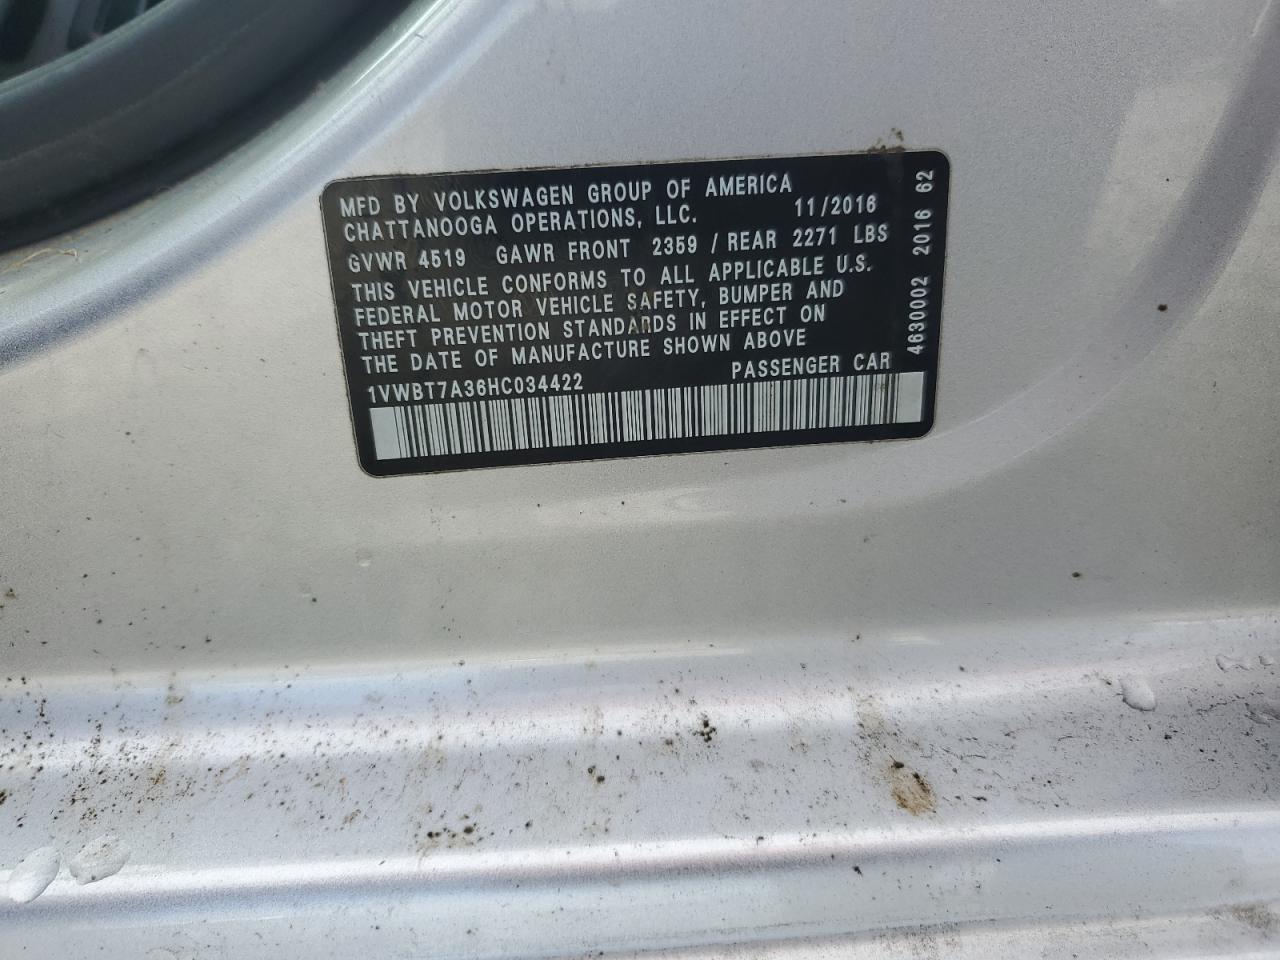 MFD BY VOLKSWAGEN GROUP OF AMERICA
CHATTANOOGA OPERATIONS, LLC. 11/2016
GVWR 4519 GAWR FRONT 2359 / REAR 2271 LBS
THIS VEHICLE CONFORMS TO ALL APPLICABLE U.S.
FEDERAL MOTOR VEHICLE SAFETY, BUMPER AND
THEFT PREVENTION STANDARDS IN EFFECT ON
THE DATE OF MANUFACTURE SHOWN ABOVE
1VWBT7A36HC034422 PASSENGER CAR
4630002 2016 62